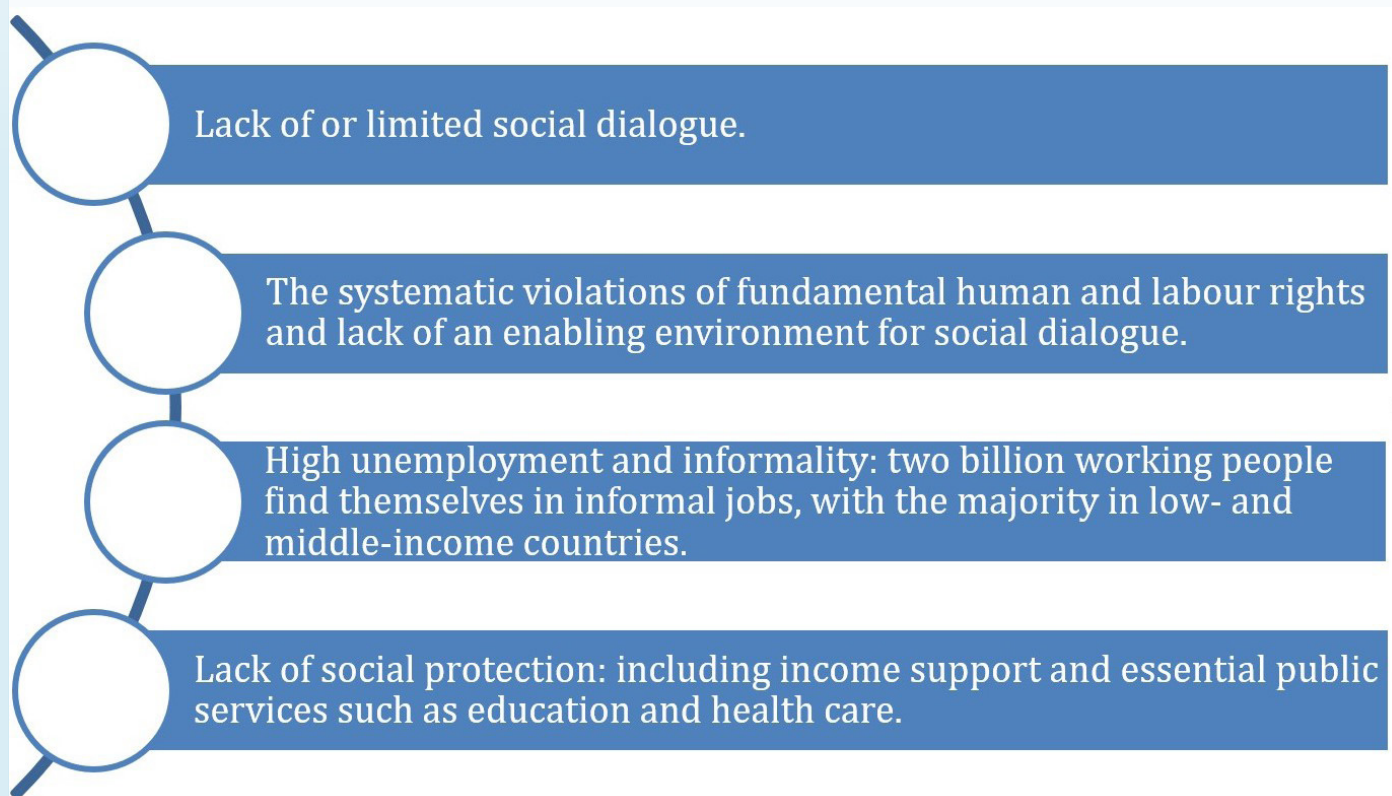 Lack of or limited social dialogue.
The systematic violations of fundamental human and labour rights
and lack of an enabling environment for social dialogue.
High unemployment and informality: two billion working people
find themselves in informal jobs, with the majority in low- and
middle-income countries.
Lack of social protection: including income support and essential public
services such as education and health care.